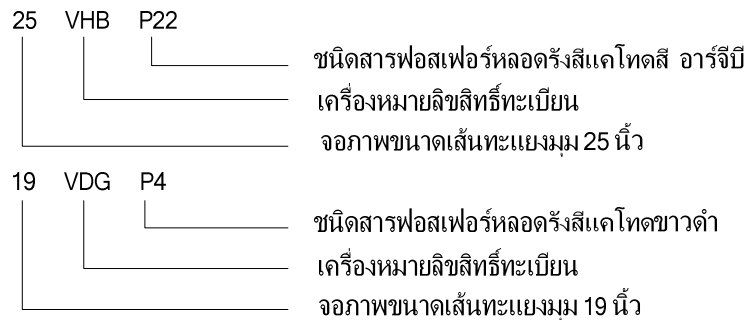 25 VHB P22
ชนิดสารฟอสเฟอร์หลอดรังสีแคโทดสี อาร์จีบี
เครื่องหมายลิขสิทธิ์ทะเบียน
จอภาพขนาดเส้นทะแยงมุม 25 นิ้ว
19 VDG P4
ชนิดสารฟอสเฟอร์หลอดรังสีแคโทดขาวดำ
เครื่องหมายลิขสิทธิ์ทะเบียน
จอภาพขนาดเส้นทะแยงมุม 19 นิ้ว